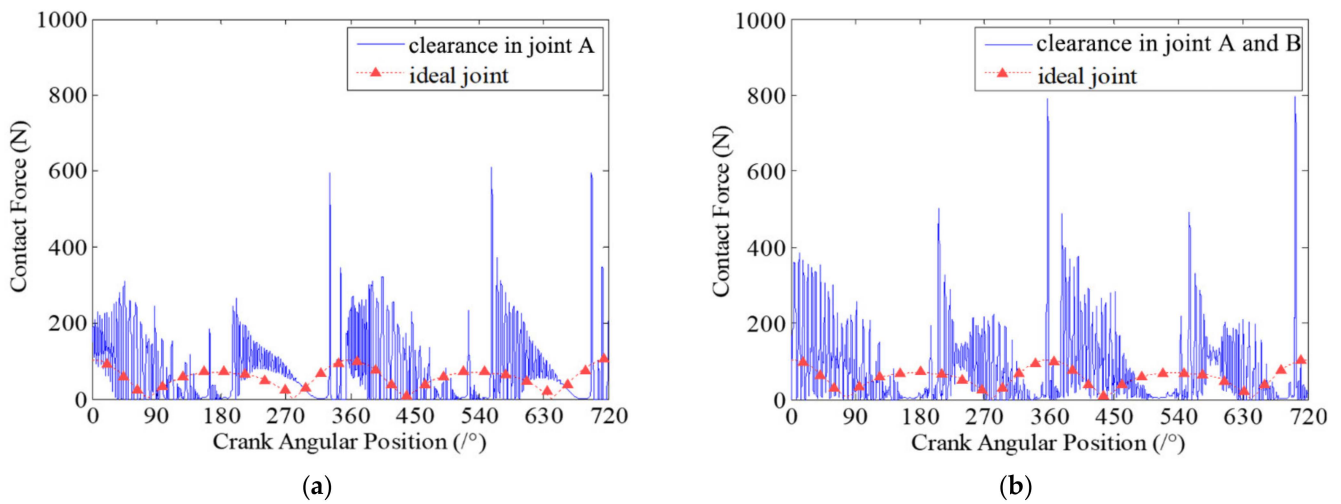 1000
800
600
400
200
0
Contact Force (N)
clearance in joint A
ideal joint
0 90 180 270 360 450 540 630 720
Crank Angular Position (/°)
(a)
1000
800
600
400
200
0
Contact Force (N)
clearance in joint A and B
ideal joint
0 90 180 270 360 450 540 630 720
Crank Angular Position (/°)
(b)